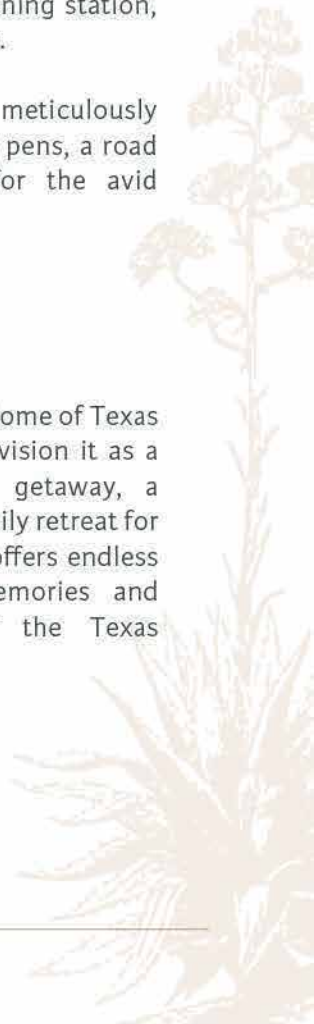 ning station,
.
meticulously
pens, a road
or the avid
ome of Texas
vision it as a
getaway, a
ily retreat for
offers endless
emories and
the Texas